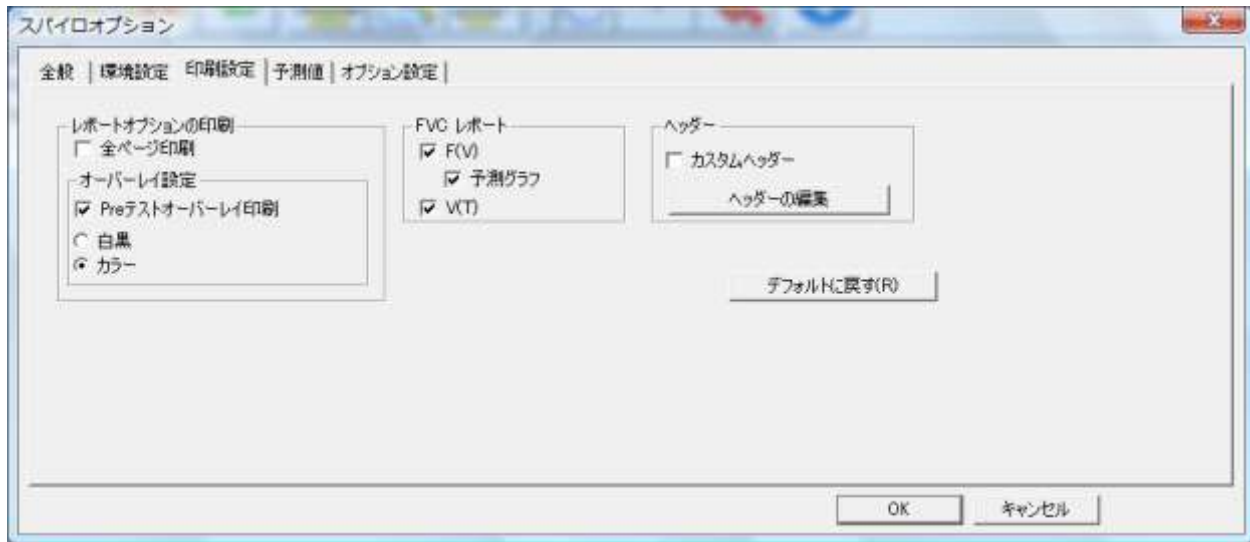 スパイロオプション
全般 環境設定 印刷設定 予測値 オプション設定
レポートオプションの印刷
全ページ印刷
オーバーレイ設定
Preテストオーバーレイ印刷
白黒
カラー
FVC レポート
F(V)
予測グラフ
V(T)
ヘッダー
カスタムヘッダー
ヘッダーの編集
デフォルトに戻す(R)
OK キャンセル